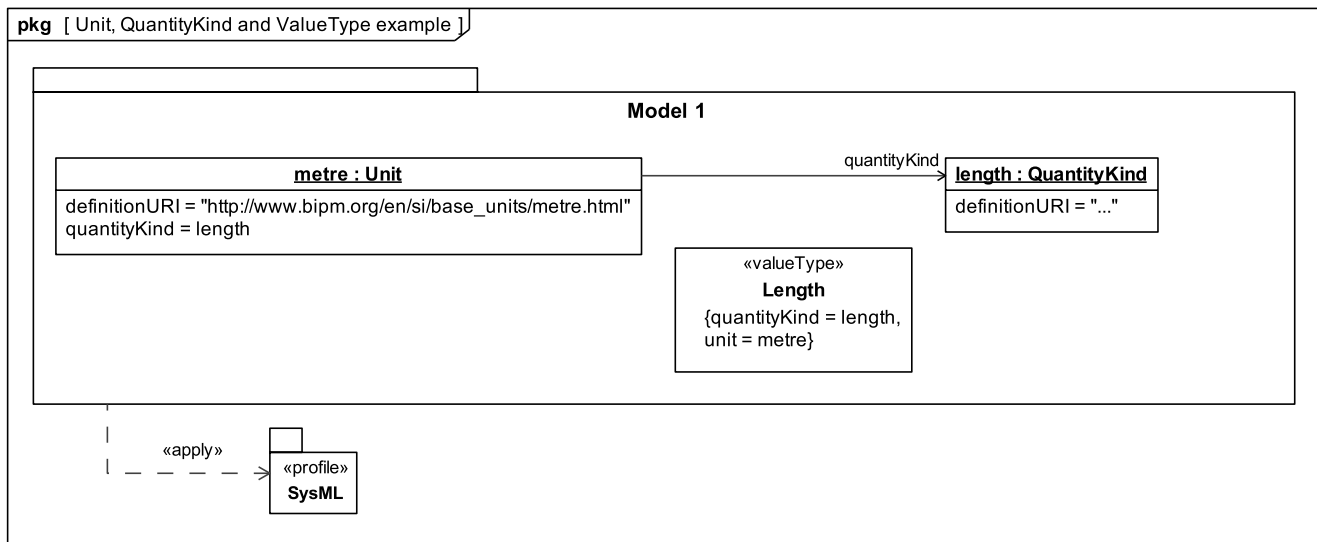 pkg [ Unit, QuantityKind and ValueType example ]
Model 1
metre : Unit
definitionURI = "http://www.bipm.org/en/si/base_units/metre.html"
quantityKind = length
quantityKind
length : QuantityKind
definitionURI = "..."
«valueType»
Length
{quantityKind = length,
unit = metre}
«apply»
«profile»
SysML